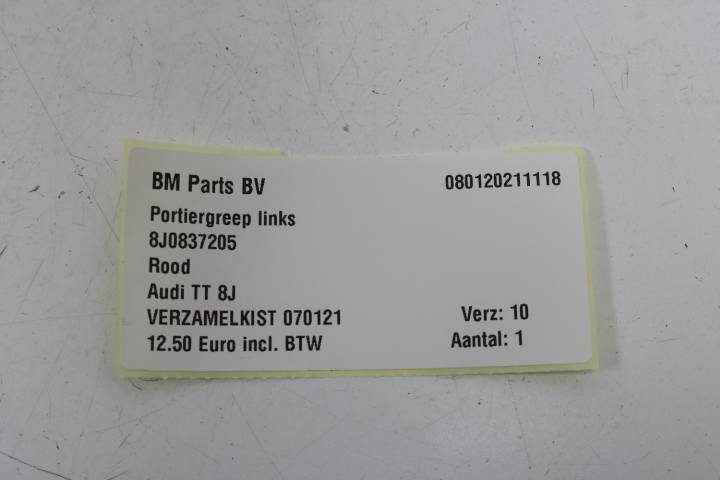 BM Parts BV 080120211118
Portiergreep links
8J0837205
Rood
Audi TT 8J
VERZAMELKIST 070121 Verz: 10
12.50 Euro incl. BTW Aantal: 1